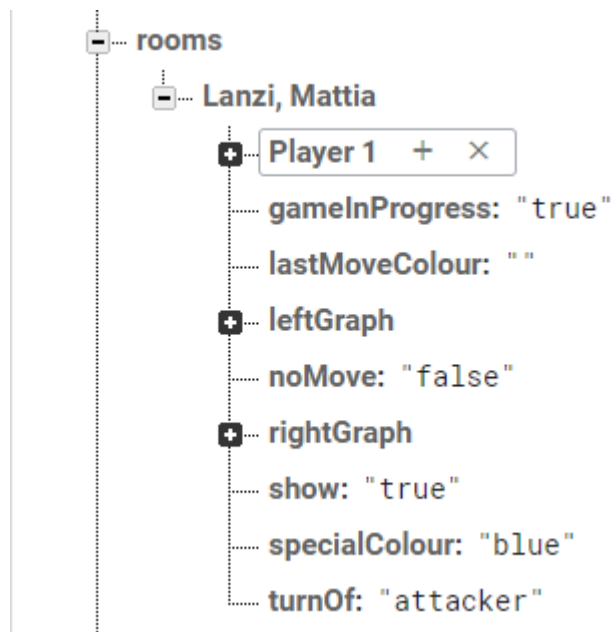 rooms
Lanzi, Mattia
Player 1 + ×
gameInProgress: "true"
lastMoveColour: ""
leftGraph
noMove: "false"
rightGraph
show: "true"
specialColour: "blue"
turnOf: "attacker"